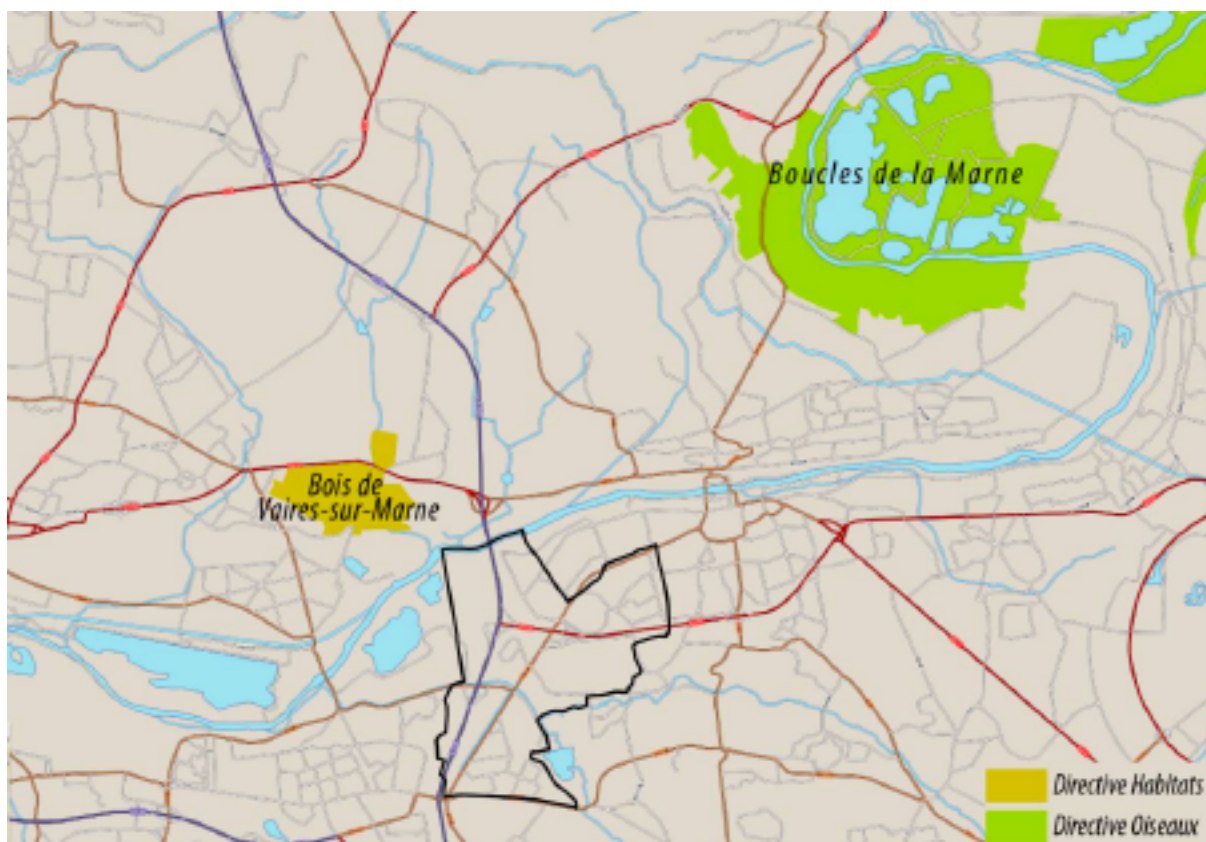 Boucles de la Marne
Bois de
Vaires-sur-Marne
Directive Habitats
Directive Oiseaux